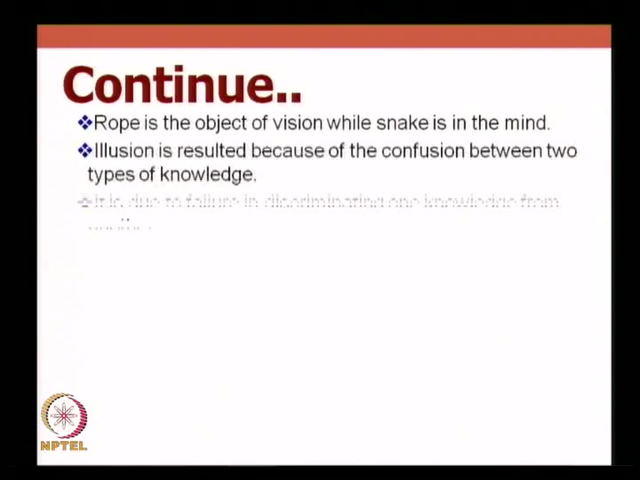 Continue..
❖Rope is the object of vision while snake is in the mind.
❖Illusion is resulted because of the confusion between two
types of knowledge.
❖It is due to failure in discriminating one knowledge from
NPTEL